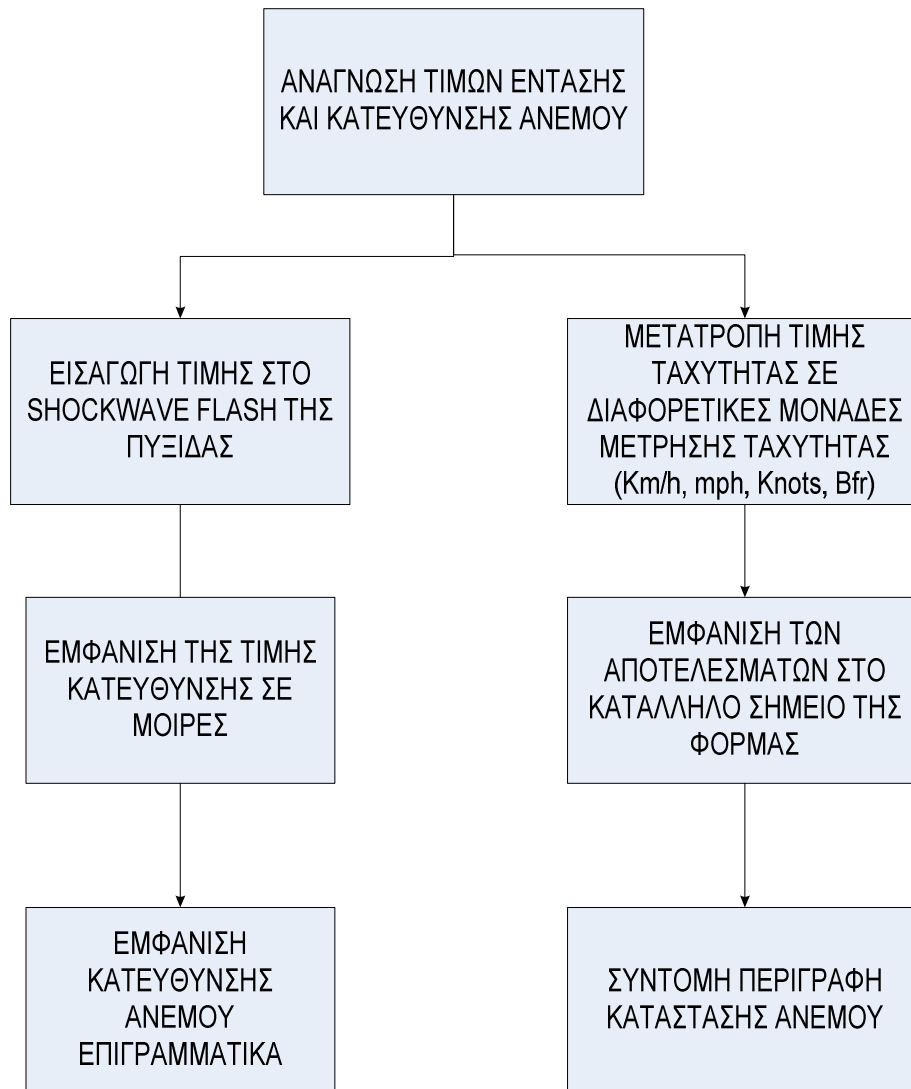 ΑΝΑΓΝΩΣΗ ΤΙΜΩΝ ΕΝΤΑΣΗΣ
ΚΑΙ ΚΑΤΕΥΘΥΝΣΗΣ ΑΝΕΜΟΥ
ΕΙΣΑΓΩΓΗ ΤΙΜΗΣ ΣΤΟ
SHOCKWAVE FLASH ΤΗΣ
ΠΥΞΙΔΑΣ
ΜΕΤΑΤΡΟΠΗ ΤΙΜΗΣ
ΤΑΧΥΤΗΤΑΣ ΣΕ
ΔΙΑΦΟΡΕΤΙΚΕΣ ΜΟΝΑΔΕΣ
ΜΕΤΡΗΣΗΣ ΤΑΧΥΤΗΤΑΣ
(Km/h, mph, Knots, Bfr)
ΕΜΦΑΝΙΣΗ ΤΗΣ ΤΙΜΗΣ
ΚΑΤΕΥΘΥΝΣΗΣ ΣΕ
ΜΟΙΡΕΣ
ΕΜΦΑΝΙΣΗ ΤΩΝ
ΑΠΟΤΕΛΕΣΜΑΤΩΝ ΣΤΟ
ΚΑΤΑΛΛΗΛΟ ΣΗΜΕΙΟ ΤΗΣ
ΦΟΡΜΑΣ
ΕΜΦΑΝΙΣΗ
ΚΑΤΕΥΘΥΝΣΗΣ
ΑΝΕΜΟΥ
ΕΠΙΓΡΑΜΜΑΤΙΚΑ
ΣΥΝΤΟΜΗ ΠΕΡΙΓΡΑΦΗ
ΚΑΤΑΣΤΑΣΗΣ ΑΝΕΜΟΥ